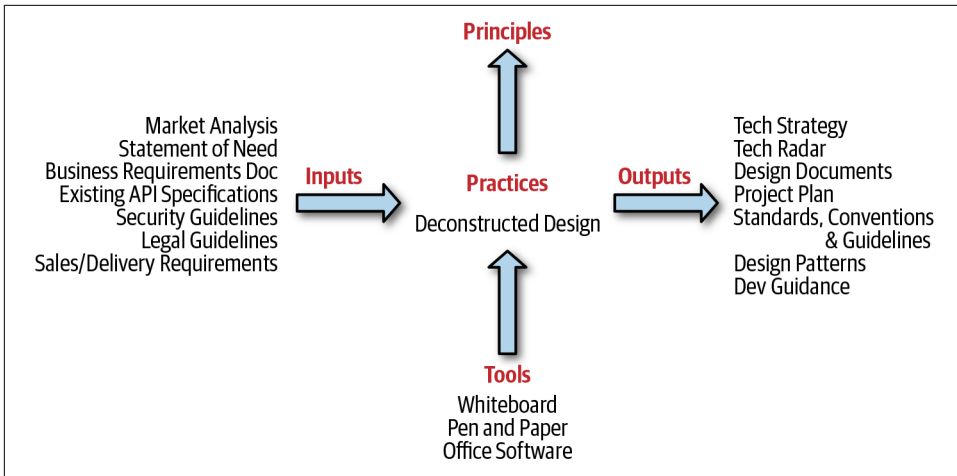 Principles
Market Analysis
Statement of Need
Business Requirements Doc
Existing API Specifications
Security Guidelines
Legal Guidelines
Sales/Delivery Requirements
Inputs
Practices
Deconstructed Design
Outputs
Tech Strategy
Tech Radar
Design Documents
Project Plan
Standards, Conventions
& Guidelines
Design Patterns
Dev Guidance
Tools
Whiteboard
Pen and Paper
Office Software